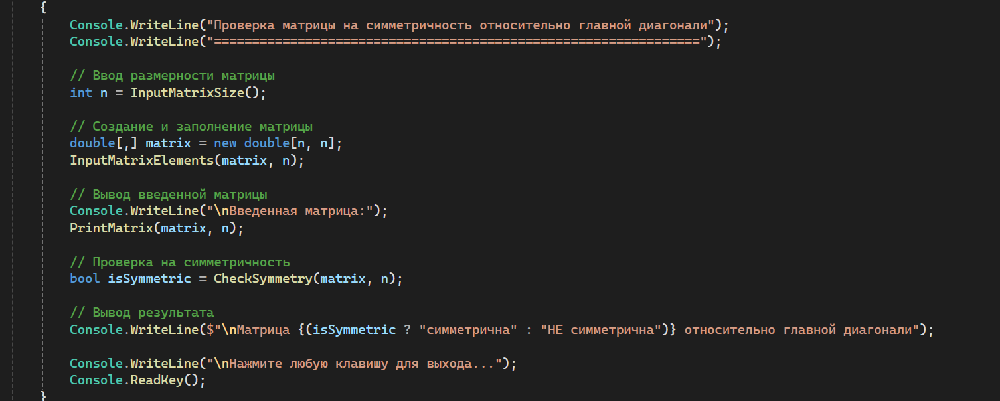 {
Console.WriteLine("Проверка матрицы на симметричность относительно главной диагонали");
Console.WriteLine("================================================================");
// Ввод размерности матрицы
int n = InputMatrixSize();
// Создание и заполнение матрицы
double[,] matrix = new double[n, n];
InputMatrixElements(matrix, n);
// Вывод введенной матрицы
Console.WriteLine("\nВведенная матрица:");
PrintMatrix(matrix, n);
// Проверка на симметричность
bool isSymmetric = CheckSymmetry(matrix, n);
// Вывод результата
Console.WriteLine($"\nМатрица {(isSymmetric ? "симметрична" : "НЕ симметрична")} относительно главной диагонали");
Console.WriteLine("\nНажмите любую клавишу для выхода...");
Console.ReadKey();
}